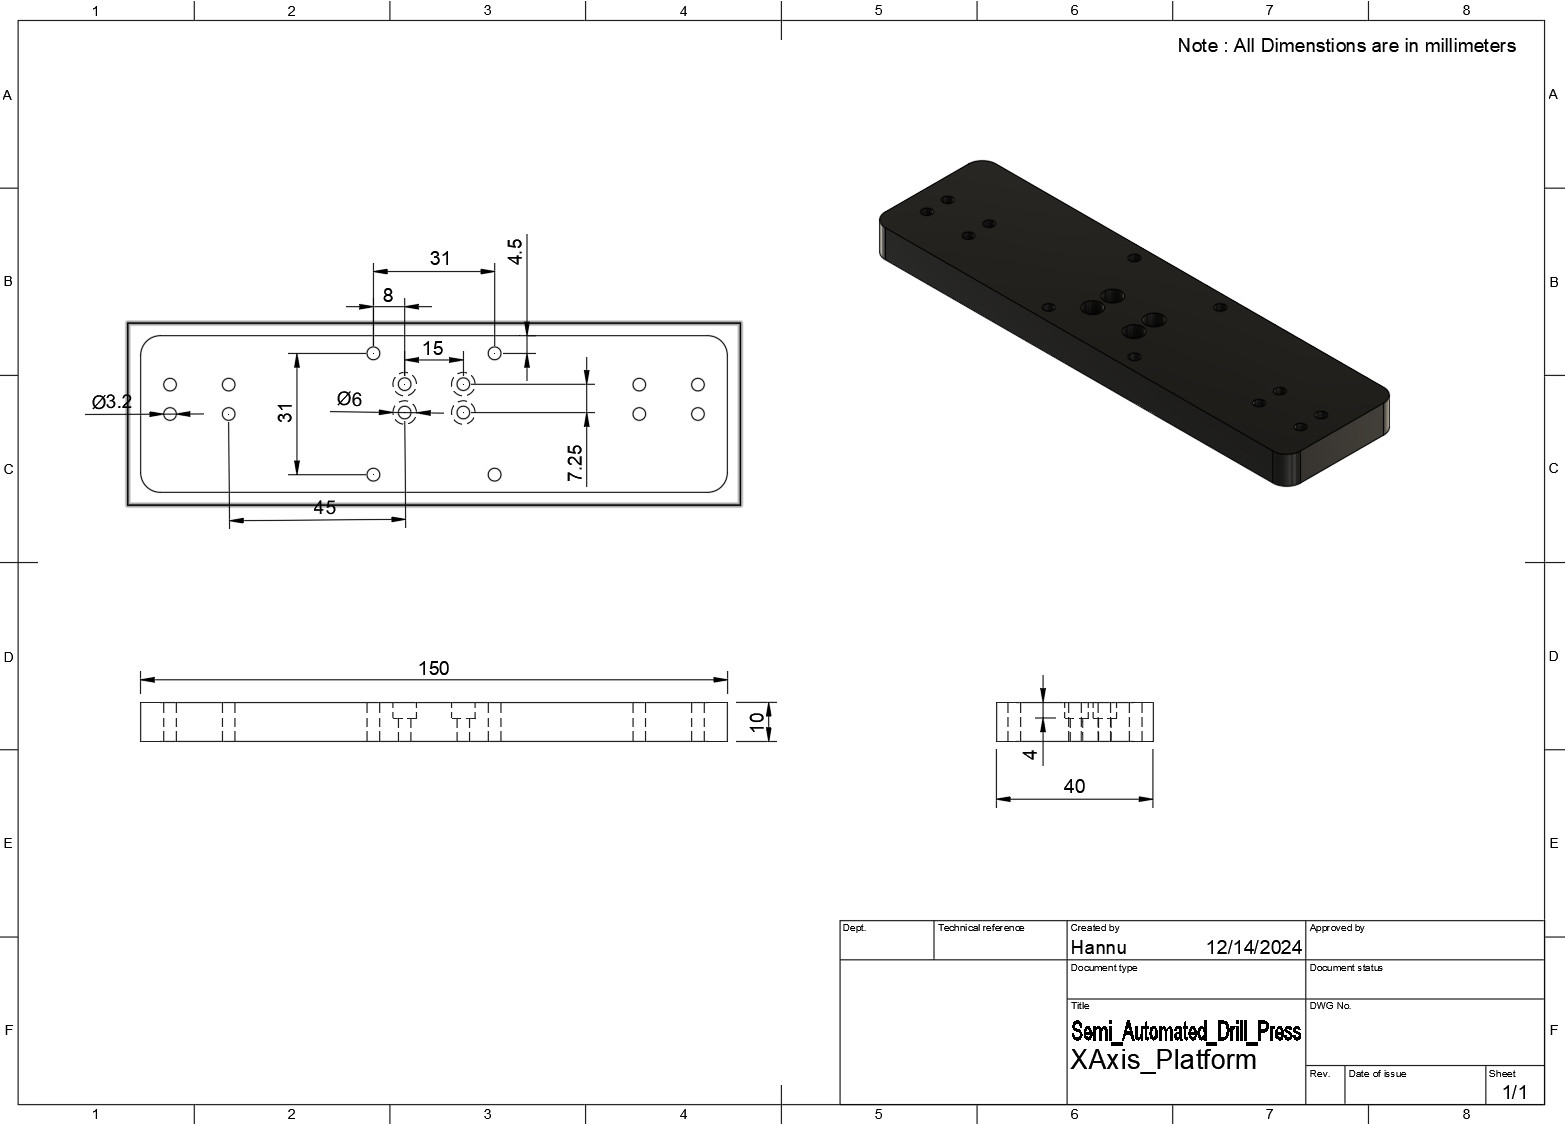 1 2 3 4 5 6 7 8
Note : All Dimenstions are in millimeters
A A
B B
C C
D D
E E
F F
4.5
31
8
15
Ø3.2
Ø6
31
7.25
45
150
10
4
40
Dept.
Technical reference
Created by
Hannu 12/14/2024
Approved by
Document type
Document status
Title
Semi_Automated_Drill_Press
XAxis_Platform
DWG No.
Rev.
Date of issue
Sheet
1/1
1 2 3 4 5 6 7 8